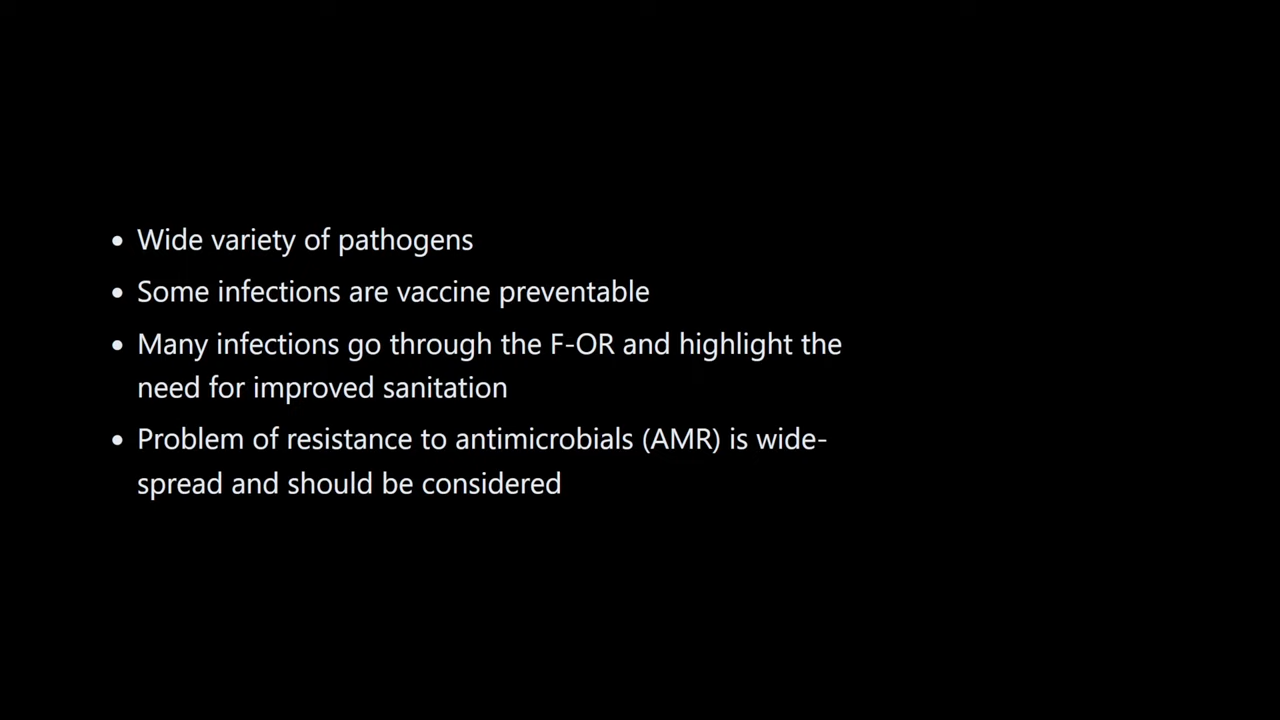 • Wide variety of pathogens
• Some infections are vaccine preventable
• Many infections go through the F-OR and highlight the
need for improved sanitation
• Problem of resistance to antimicrobials (AMR) is wide-
spread and should be considered